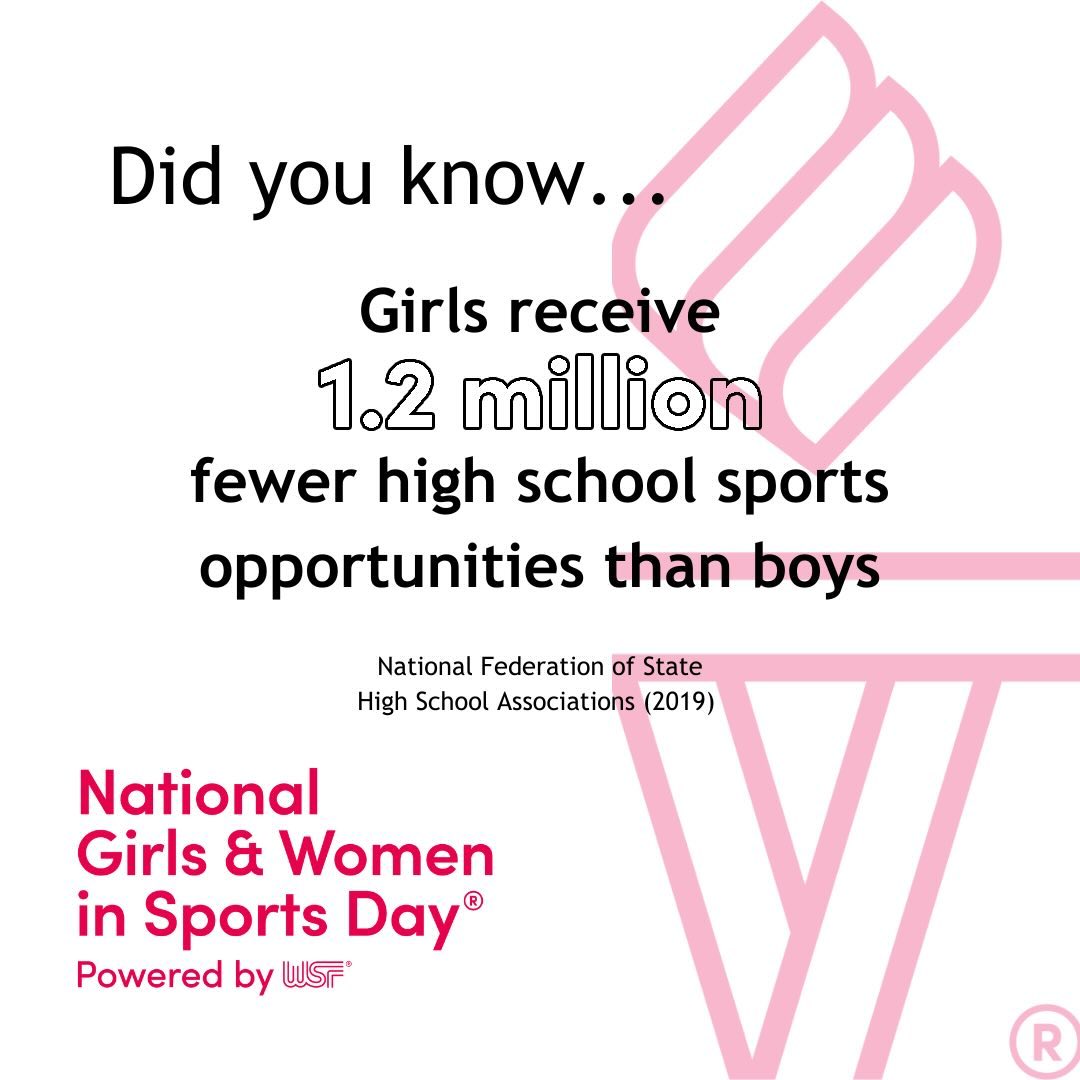 Did you know...
Girls receive
1.2 million
fewer high school sports
opportunities than boys
National Federation of State
High School Associations (2019)
National
Girls & Women
in Sports Day®
Powered by WSF®
®